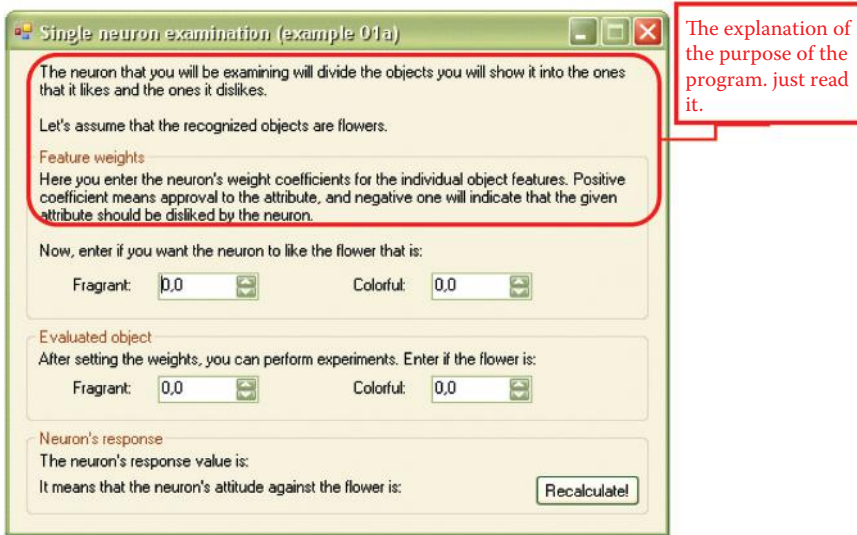 Single neuron examination (example 01a)
The neuron that you will be examining will divide the objects you will show it into the ones
that it likes and the ones it dislikes.
Let's assume that the recognized objects are flowers.
Feature weights
Here you enter the neuron's weight coefficients for the individual object features. Positive
coefficient means approval to the attribute, and negative one will indicate that the given
attribute should be disliked by the neuron.
Now, enter if you want the neuron to like the flower that is:
Fragrant: 0,0 Colorful: 0,0
Evaluated object
After setting the weights, you can perform experiments. Enter if the flower is:
Fragrant: 0,0 Colorful: 0,0
Neuron's response
The neuron's response value is:
It means that the neuron's attitude against the flower is:
Recalculate!
The explanation of
the purpose of the
program. just read
it.